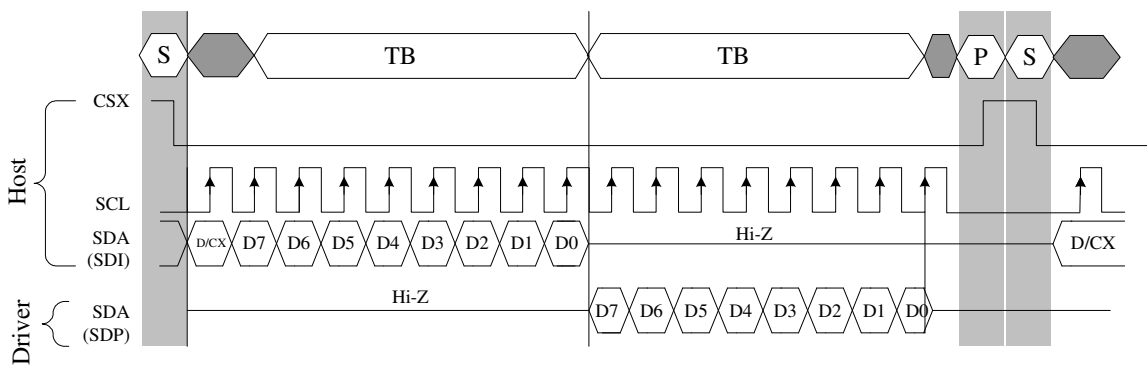 S TB TB P S
CSX
Host
SCL
SDA D/CX D7 D6 D5 D4 D3 D2 D1 D0 Hi-Z D/CX
(SDI)
Hi-Z
Driver
SDA D7 D6 D5 D4 D3 D2 D1 D0
(SDP)